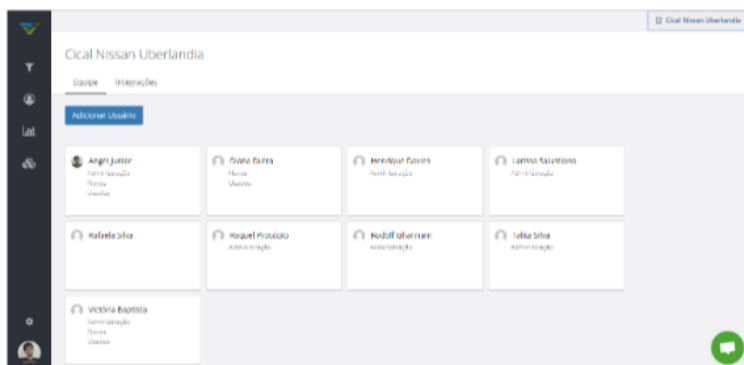 Cical Nissan Uberlandia
Cical Nissan Uberlandia
Equipe Integrações
Adicionar Usuário
Angel Junior
Administração
Novos
Usados
Diana Dutra
Novos
Usados
Henrique Davies
Administração
Larissa Salustiano
Administração
Rafaela Silva
Raquel Procópio
Administração
Rodolf Ghannam
Administração
Talita Silva
Administração
Victória Baptista
Administração
Novos
Usados